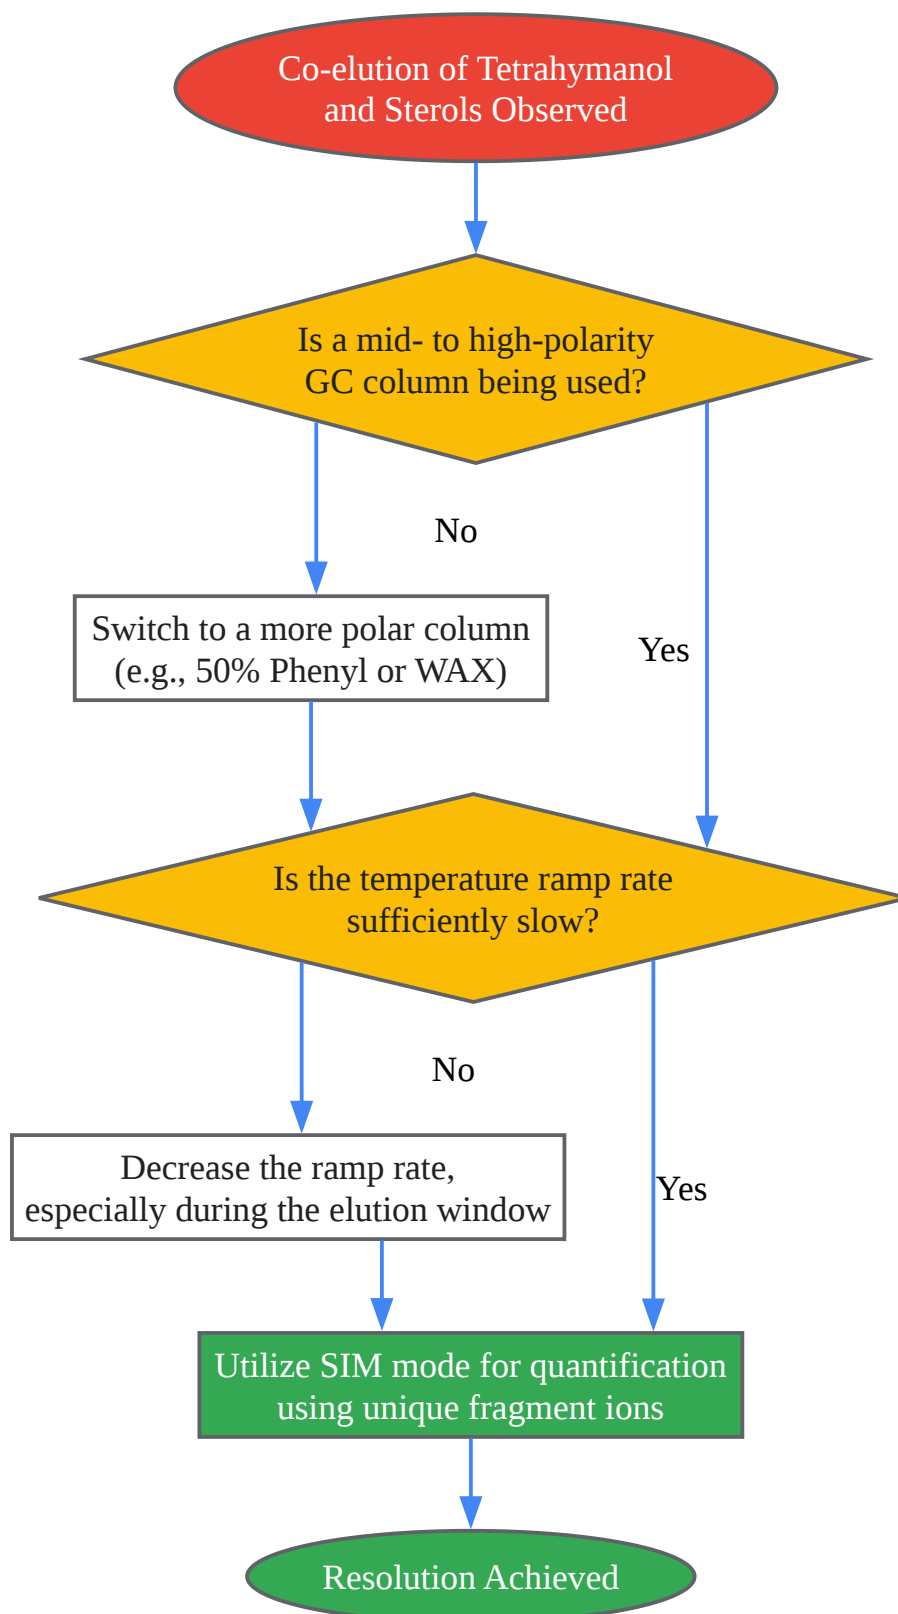 Co-elution of Tetrahymanol
and Sterols Observed
Is a mid- to high-polarity
GC column being used?
No
Switch to a more polar column
(e.g., 50% Phenyl or WAX)
Yes
Is the temperature ramp rate
sufficiently slow?
No
Decrease the ramp rate,
especially during the elution window
Yes
Utilize SIM mode for quantification
using unique fragment ions
Resolution Achieved